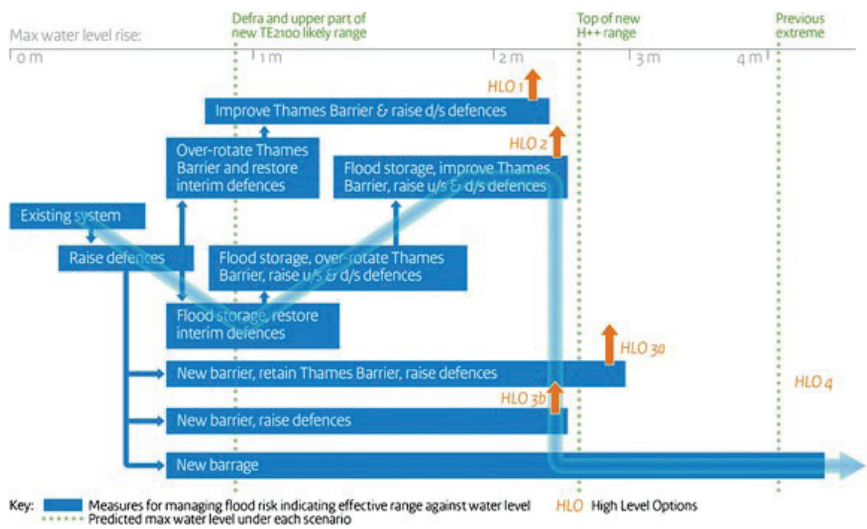 Defra and upper part of
new TE2100 likely range
Top of new
H++ range
Previous
extreme
Max water level rise:
0 m
1 m
2 m
3 m
4 m
HLO 1
Improve Thames Barrier & raise d/s defences
HLO 2
Over-rotate Thames
Barrier and restore
interim defences
Flood storage, improve Thames
Barrier, raise u/s & d/s defences
Existing system
Raise defences
Flood storage, over-rotate Thames
Barrier, raise u/s & d/s defences
Flood storage, restore
interim defences
HLO 3a
New barrier, retain Thames Barrier, raise defences
HLO 4
HLO 3b
New barrier, raise defences
New barrage
Key:
Measures for managing flood risk indicating effective range against water level
HLO High Level Options
Predicted max water level under each scenario